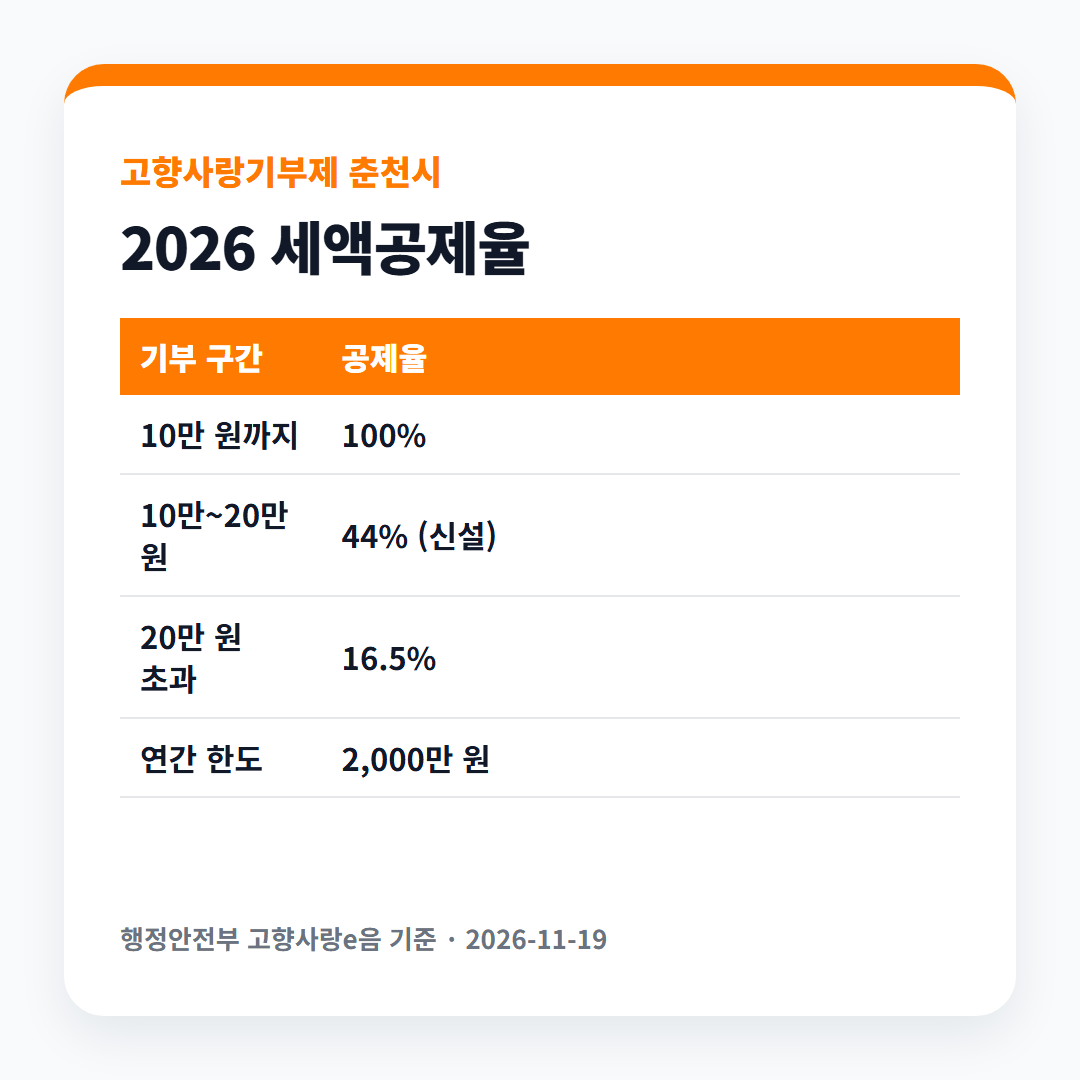 고향사랑기부제 춘천시
2026 세액공제율
기부 구간 공제율
10만 원까지 100%
10만~20만
원
44% (신설)
20만 원
초과
16.5%
연간 한도 2,000만 원
행정안전부 고향사랑e음 기준 · 2026-11-19